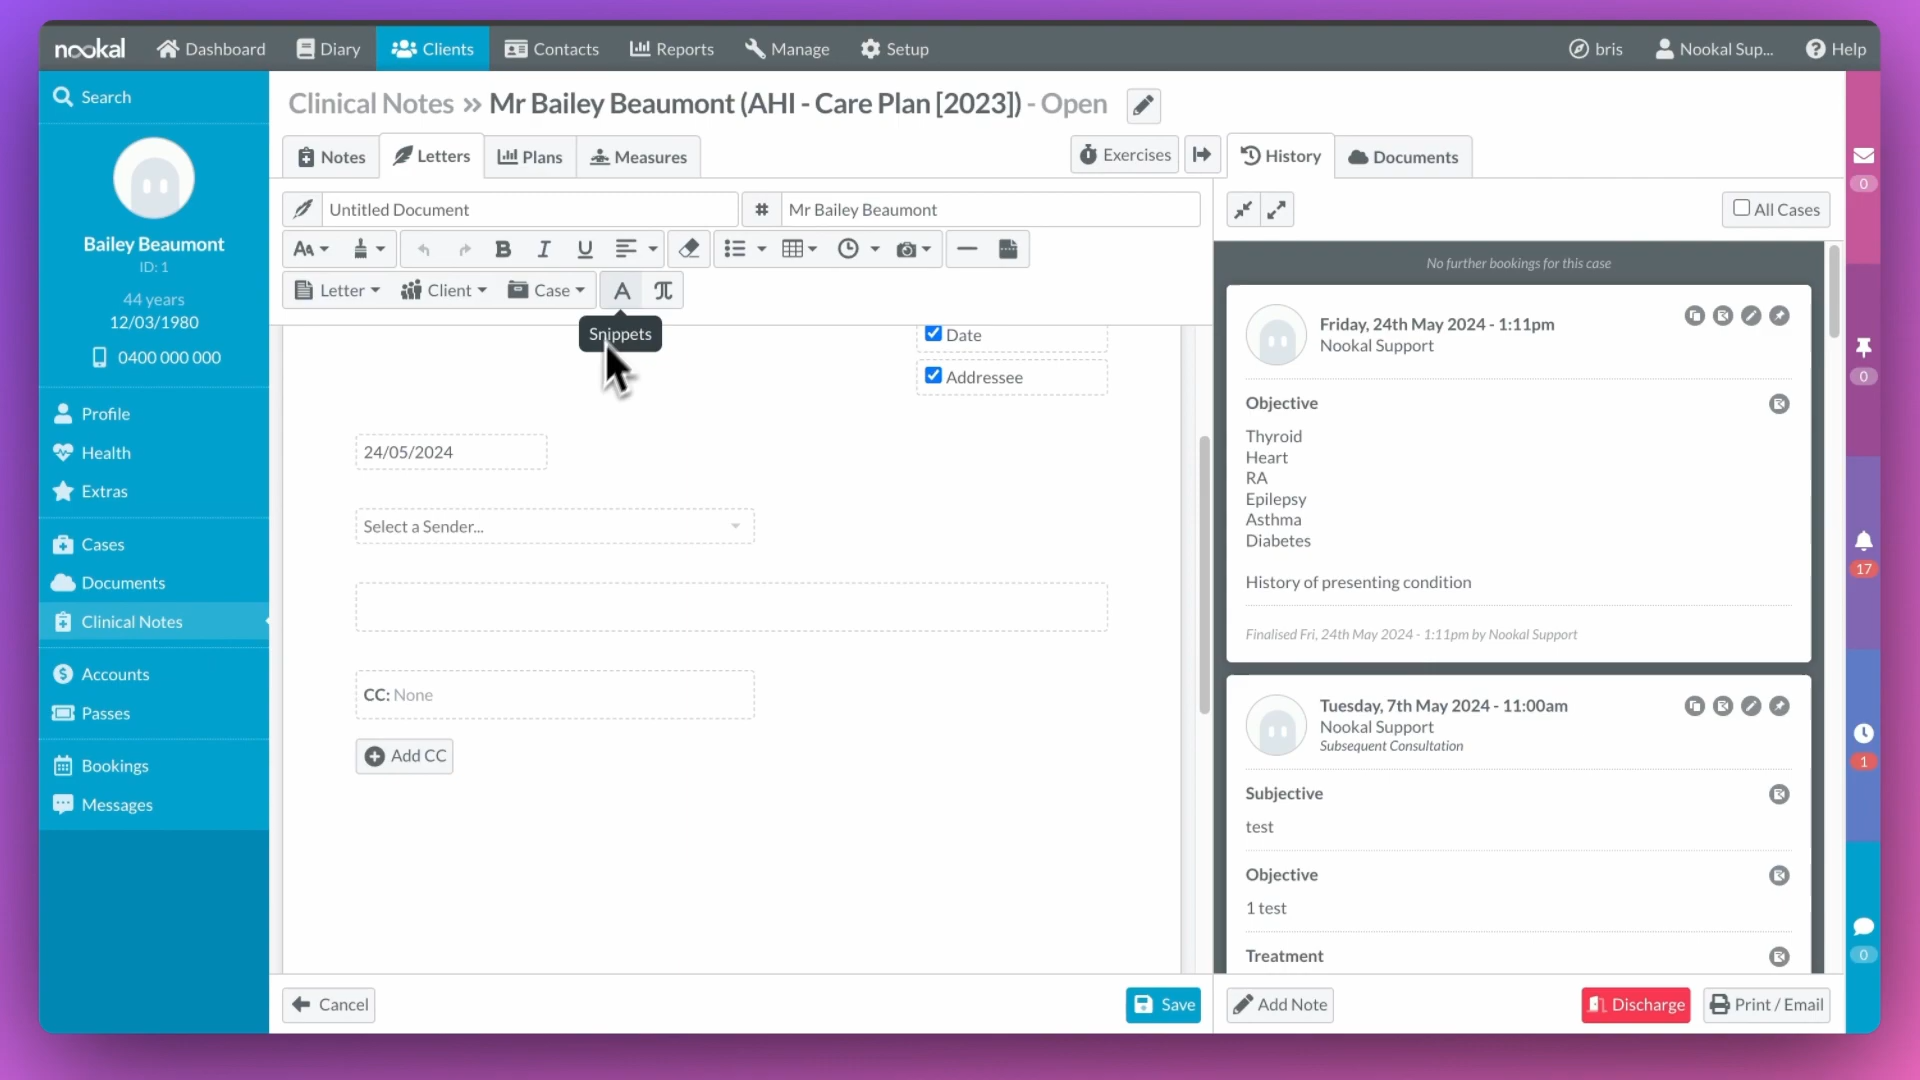 nookal
Dashboard
Diary
Clients
Contacts
Reports
Manage
Setup
bris
Nookal Sup...
Help
Search
Bailey Beaumont
ID: 1
44 years
12/03/1980
0400 000 000
Profile
Health
Extras
Cases
Documents
Clinical Notes
Accounts
Passes
Bookings
Messages
Clinical Notes » Mr Bailey Beaumont (AHI - Care Plan [2023]) - Open
Notes
Letters
Plans
Measures
Exercises
Untitled Document
# Mr Bailey Beaumont
AA
B
I
U
Letter
Client
Case
A
π
Snippets
Date
Addressee
24/05/2024
Select a Sender...
CC: None
Add CC
Cancel
Save
History
Documents
All Cases
No further bookings for this case
Friday, 24th May 2024 - 1:11pm
Nookal Support
Objective
Thyroid
Heart
RA
Epilepsy
Asthma
Diabetes
History of presenting condition
Finalised Fri, 24th May 2024 - 1:11pm by Nookal Support
Tuesday, 7th May 2024 - 11:00am
Nookal Support
Subsequent Consultation
Subjective
test
Objective
1 test
Treatment
Add Note
Discharge
Print / Email
0
0
17
1
0